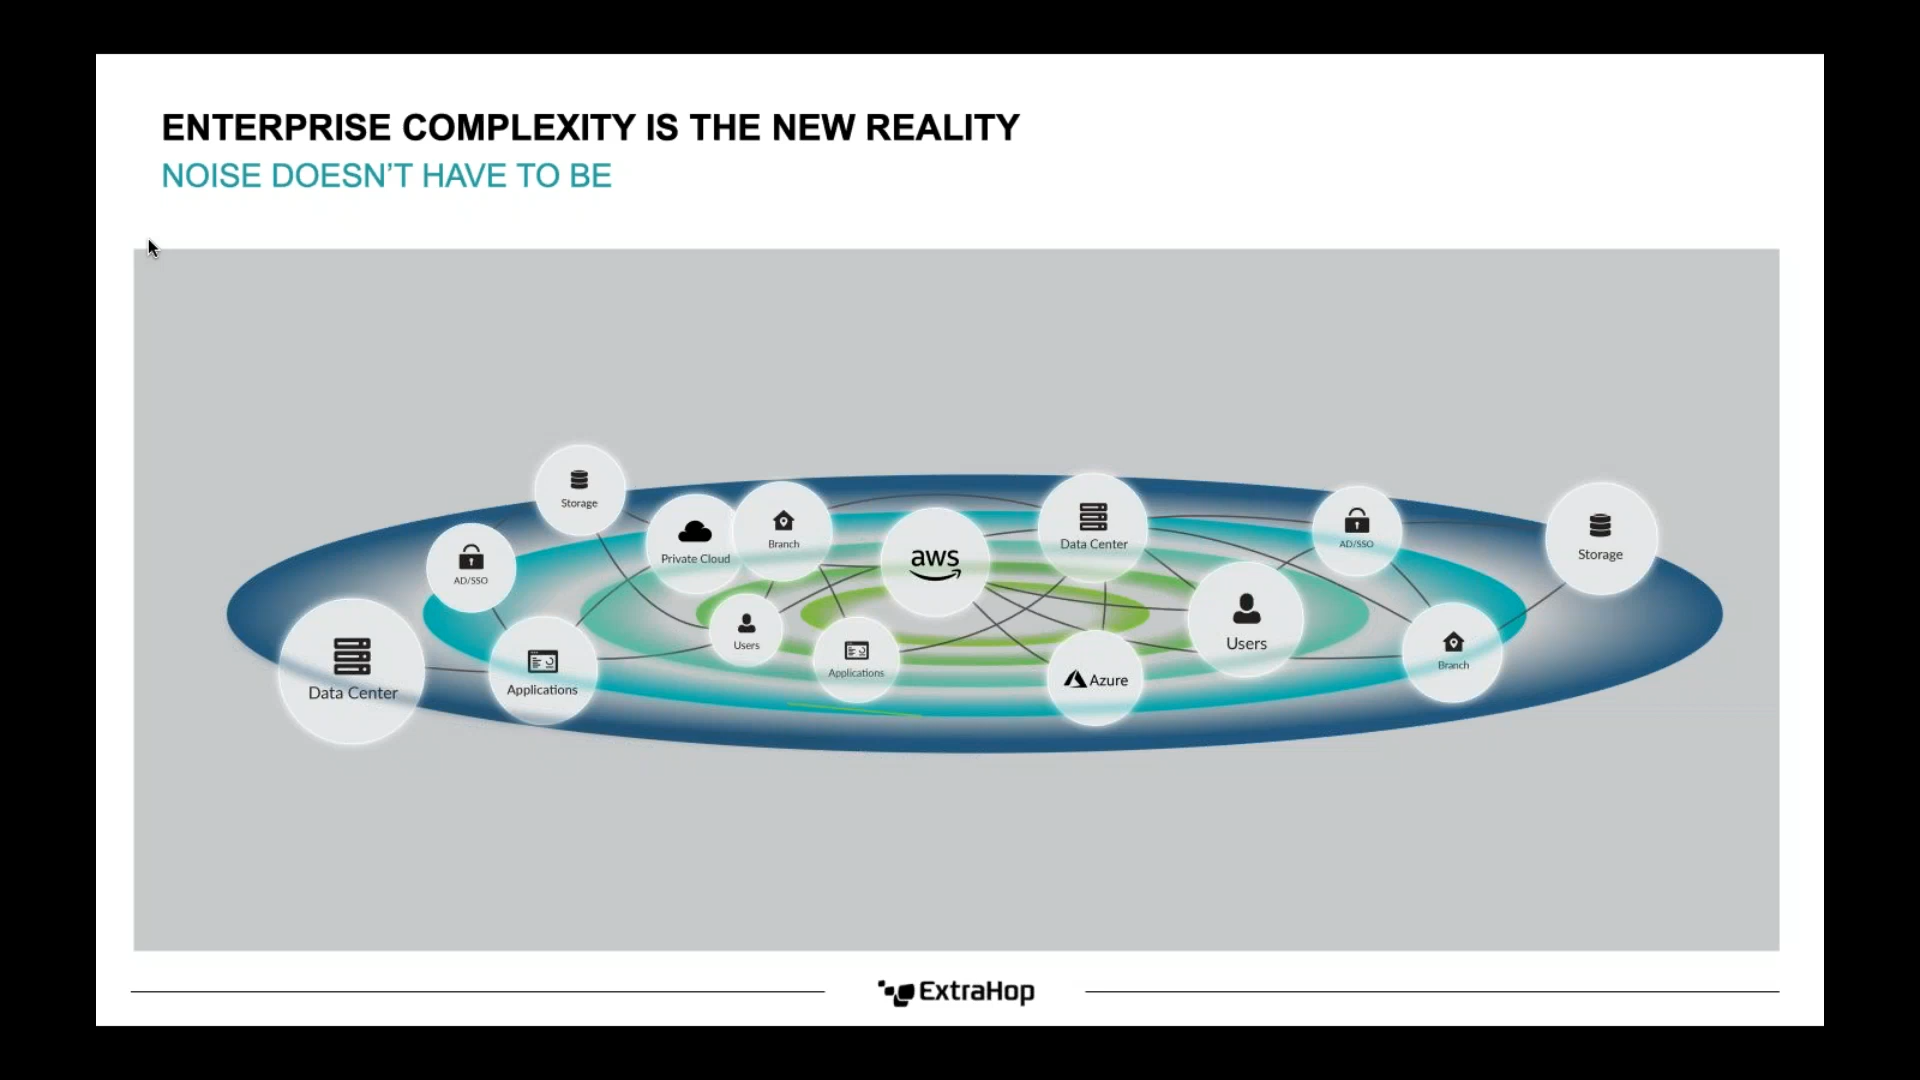 ENTERPRISE COMPLEXITY IS THE NEW REALITY
NOISE DOESN'T HAVE TO BE
Storage
AD/SSO
Private Cloud
Branch
aws
Data Center
AD/SSO
Storage
Data Center
Applications
Users
Applications
Azure
Users
Branch
ExtraHop